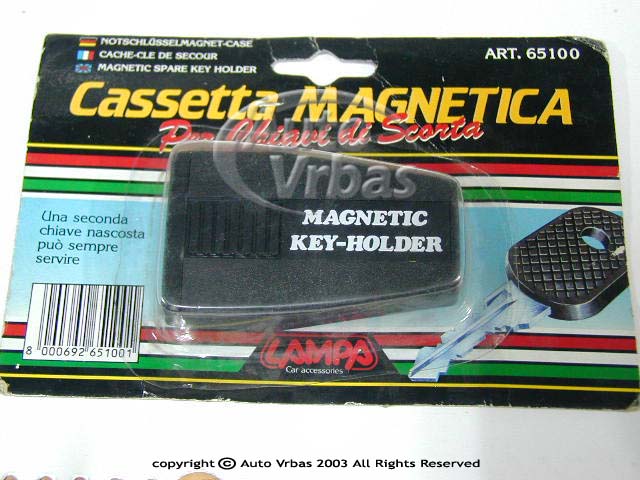 NOTSCHLÜSSELMAGNET-CASE
CACHE-CLE DE SECOUR
MAGNETIC SPARE KEY HOLDER
ART. 65100
Cassetta MAGNETICA
Per Chiavi di Scorta
Auto
Vrbas
MAGNETIC
KEY-HOLDER
Una seconda
chiave nascosta
può sempre
servire
8 000692 651001
LAMPA
Car accessories
copyright © Auto Vrbas 2003 All Rights Reserved